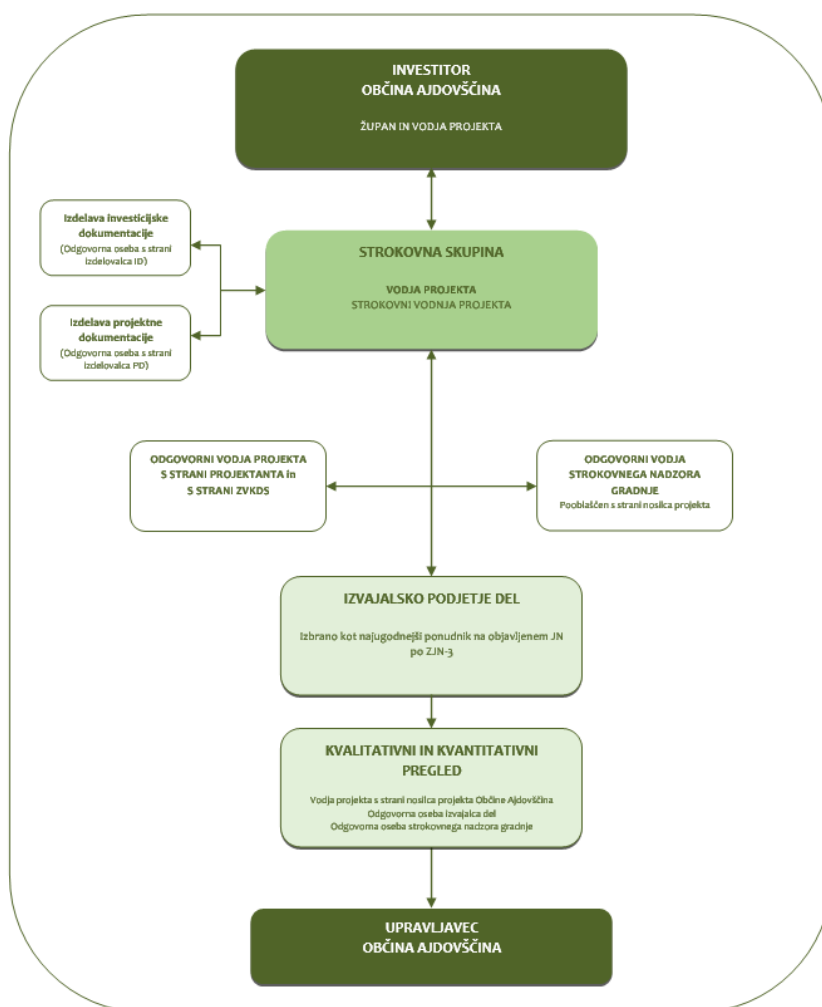 INVESTITOR
OBČINA AJDOVŠČINA
ŽUPAN IN VODJA PROJEKTA
Izdelava investicijske
dokumentacije
(Odgovorna oseba s strani
izdelovalca ID)
STROKOVNA SKUPINA
VODJA PROJEKTA
STROKOVNI VODNJA PROJEKTA
Izdelava projektne
dokumentacije
(Odgovorna oseba s strani
izdelovalca PD)
ODGOVORNI VODJA PROJEKTA
S STRANI PROJEKTANTA in
S STRANI ZVKDS
ODGOVORNI VODJA
STROKOVNEGA NADZORA
GRADNJE
Pooblaščen s strani nosilca projekta
IZVAJALSKO PODJETJE DEL
Izbrano kot najugodnejši ponudnik na objavljenem JN
po ZJN-3
KVALITATIVNI IN KVANTITATIVNI
PREGLED
Vodja projekta s strani nosilca projekta Občine Ajdovščina
Odgovorna oseba izvajalca del
Odgovorna oseba strokovnega nadzora gradnje
UPRAVLJAVEC
OBČINA AJDOVŠČINA